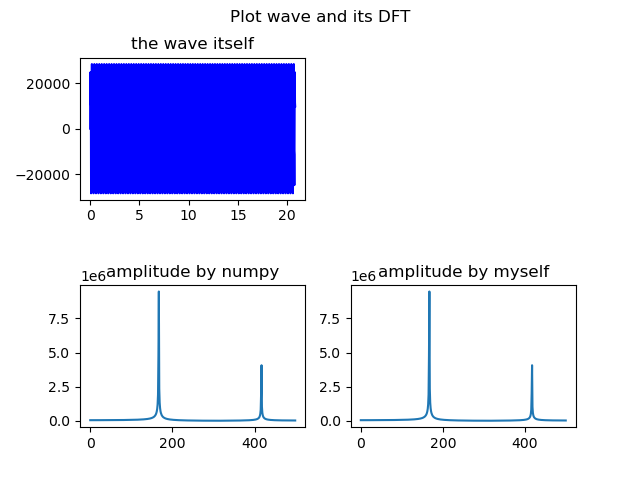 Plot wave and its DFT
the wave itself
20000
0
−20000
0 5 10 15 20
1e6 amplitude by numpy
7.5
5.0
2.5
0.0
0 200 400
1e6 amplitude by myself
7.5
5.0
2.5
0.0
0 200 400